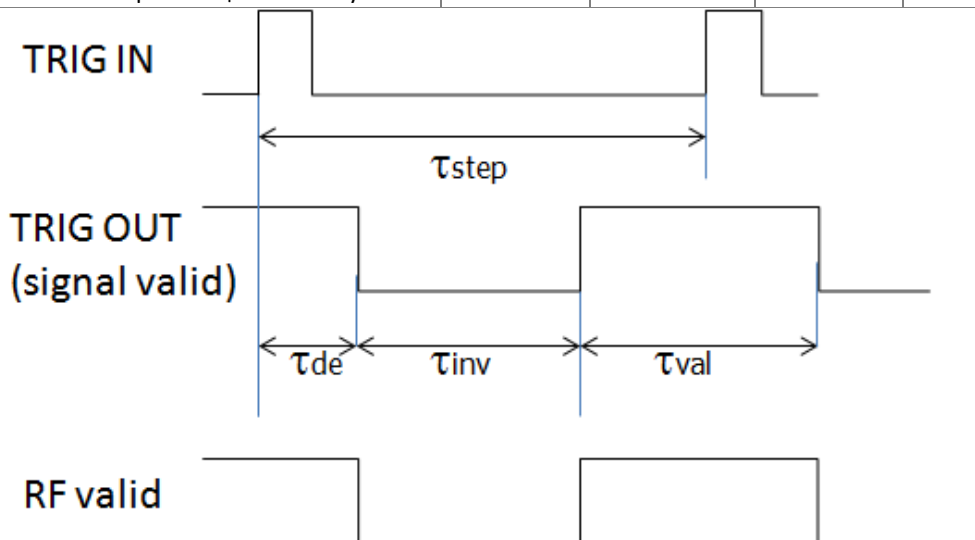 TRIG IN
τstep
TRIG OUT
(signal valid)
τde
τinv
τval
RF valid